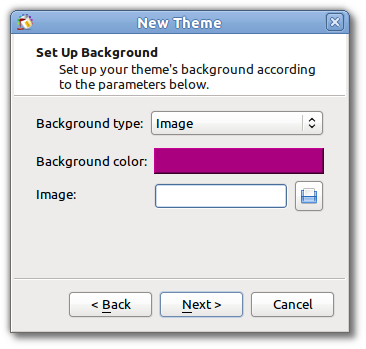 New Theme
Set Up Background
Set up your theme's background according
to the parameters below.
Background type: Image
Background color:
Image:
< Back Next > Cancel